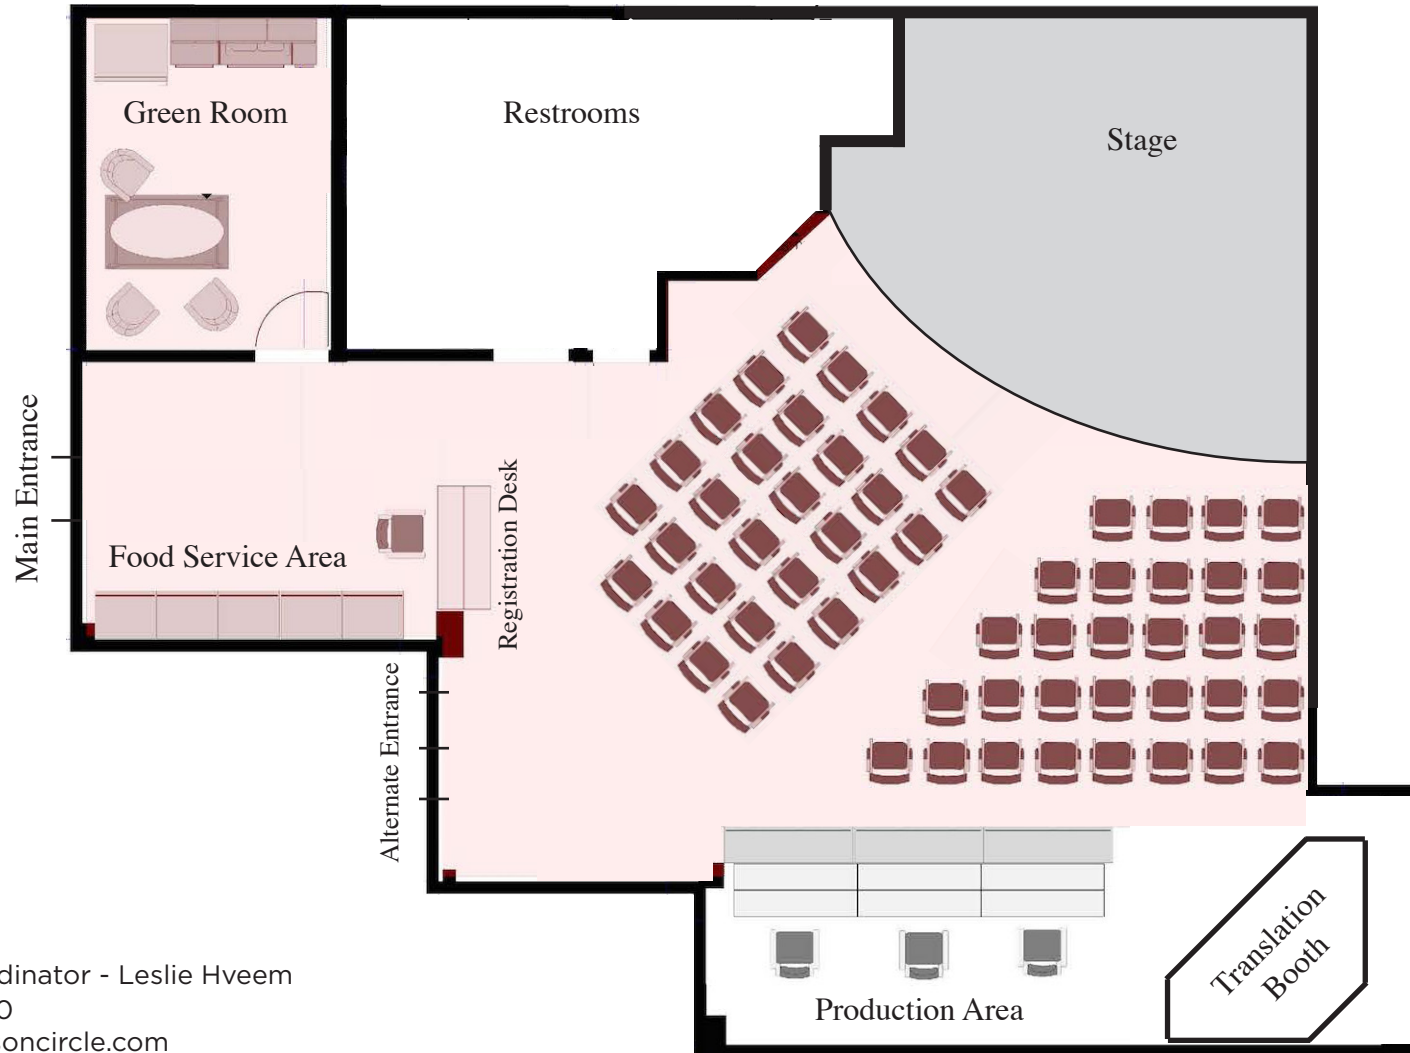 Green Room
Restrooms
Stage
Main Entrance
Food Service Area
Registration Desk
Alternate Entrance
Translation
Booth
Production Area
dinator - Leslie Hveem
0
oncircle.com